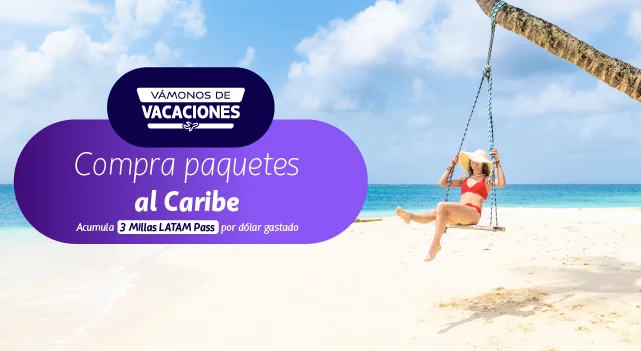 VÁMONOS DE
VACACIONES
Compra paquetes
al Caribe
Acumula 3 Millas LATAM Pass por dólar gastado